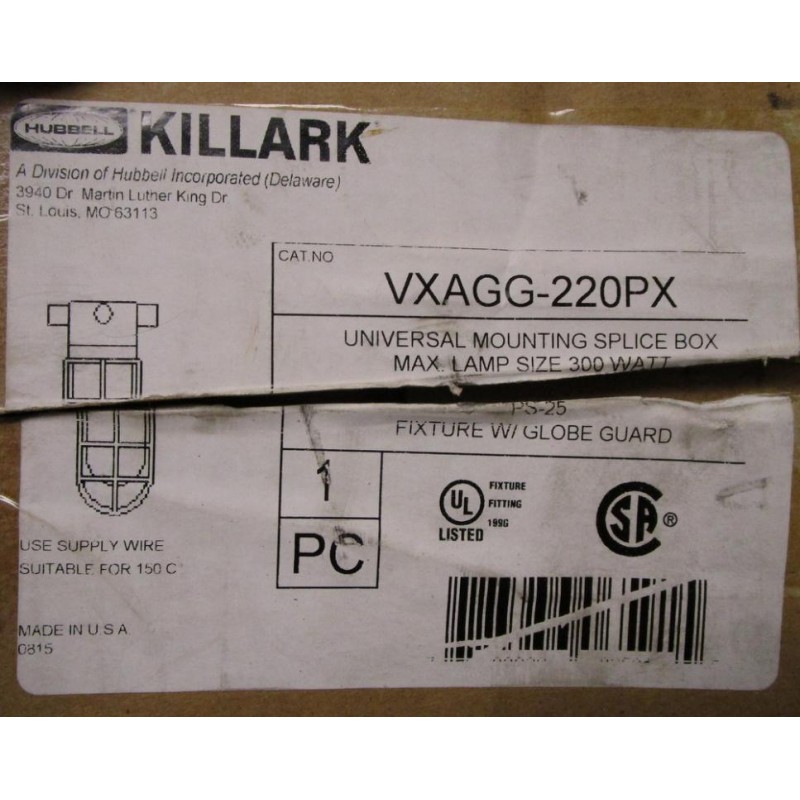 HUBBELL KILLARK
A Division of Hubbell Incorporated (Delaware)
3940 Dr. Martin Luther King Dr.
St. Louis, MO 63113
CAT.NO
VXAGG-220PX
UNIVERSAL MOUNTING SPLICE BOX
MAX. LAMP SIZE 300 WATT
PS-25
FIXTURE W/ GLOBE GUARD
1
PC
UL
LISTED
FIXTURE
FITTING
199G
SA ®
USE SUPPLY WIRE
SUITABLE FOR 150 C
MADE IN U.S.A.
0815